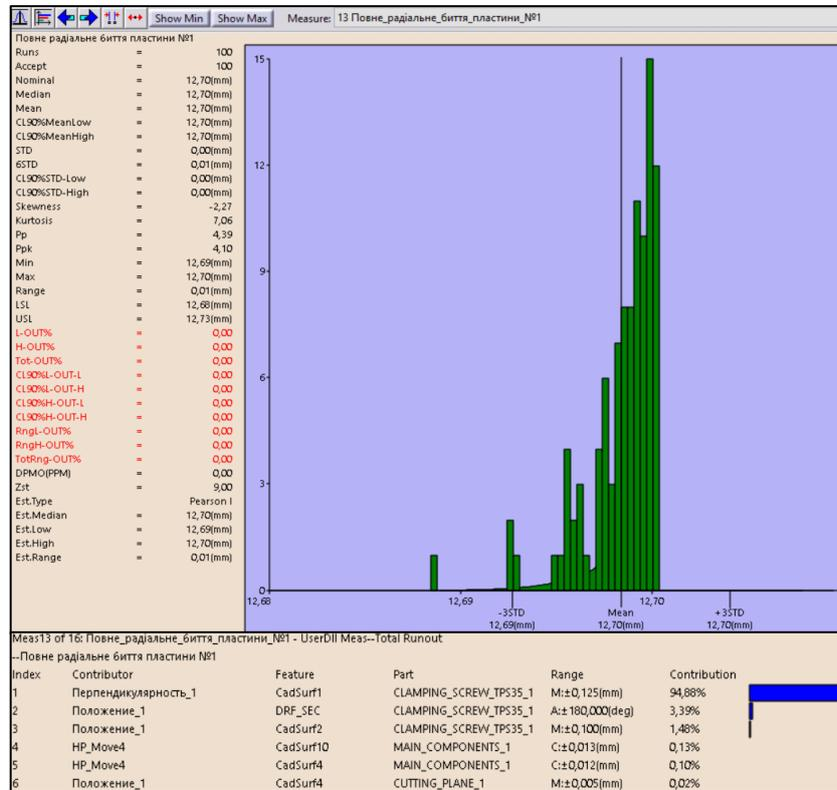 Show Min Show Max Measure: 13 Повне_радіальне_биття_пластини_№1
Повне радіальне биття пластини №1
Runs = 100
Accept = 100
Nominal = 12,70(mm)
Median = 12,70(mm)
Mean = 12,70(mm)
CL90%MeanLow = 12,70(mm)
CL90%MeanHigh = 12,70(mm)
STD = 0,00(mm)
6STD = 0,01(mm)
CL90%STD-Low = 0,00(mm)
CL90%STD-High = 0,00(mm)
Skewness = -2,27
Kurtosis = 7,06
Pp = 4,39
Ppk = 4,10
Min = 12,69(mm)
Max = 12,70(mm)
Range = 0,01(mm)
LSL = 12,68(mm)
USL = 12,73(mm)
L-OUT% = 0,00
H-OUT% = 0,00
Tot-OUT% = 0,00
CL90%L-OUT-L = 0,00
CL90%L-OUT-H = 0,00
CL90%H-OUT-L = 0,00
CL90%H-OUT-H = 0,00
RngL-OUT% = 0,00
RngH-OUT% = 0,00
TotRng-OUT% = 0,00
DPMO(PPM) = 0,00
Zst = 9,00
Est.Type Pearson I
Est.Median = 12,70(mm)
Est.Low = 12,69(mm)
Est.High = 12,70(mm)
Est.Range = 0,01(mm)
15
12
9
6
3
0
12,68 12,69 12,70
-3STD Mean +3STD
12,69(mm) 12,70(mm) 12,70(mm)
Meas13 of 16: Повне_радіальне_биття_пластини_№1 - UserDll Meas--Total Runout
--Повне радіальне биття пластини №1
Index Contributor Feature Part Range Contribution
1 Перпендикулярность_1 CadSurf1 CLAMPING_SCREW_TPS35_1 M:±0,125(mm) 94,88%
2 Положение_1 DRF_SEC CLAMPING_SCREW_TPS35_1 A:±180,000(deg) 3,39%
3 Положение_1 CadSurf2 CLAMPING_SCREW_TPS35_1 M:±0,100(mm) 1,48%
4 HP_Move4 CadSurf10 MAIN_COMPONENTS_1 C:±0,013(mm) 0,13%
5 HP_Move4 CadSurf4 MAIN_COMPONENTS_1 C:±0,012(mm) 0,10%
6 Положение_1 CadSurf4 CUTTING_PLANE_1 M:±0,005(mm) 0,02%